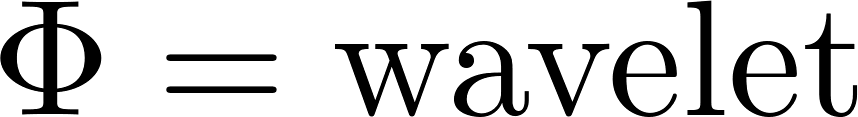 Φ = wavelet